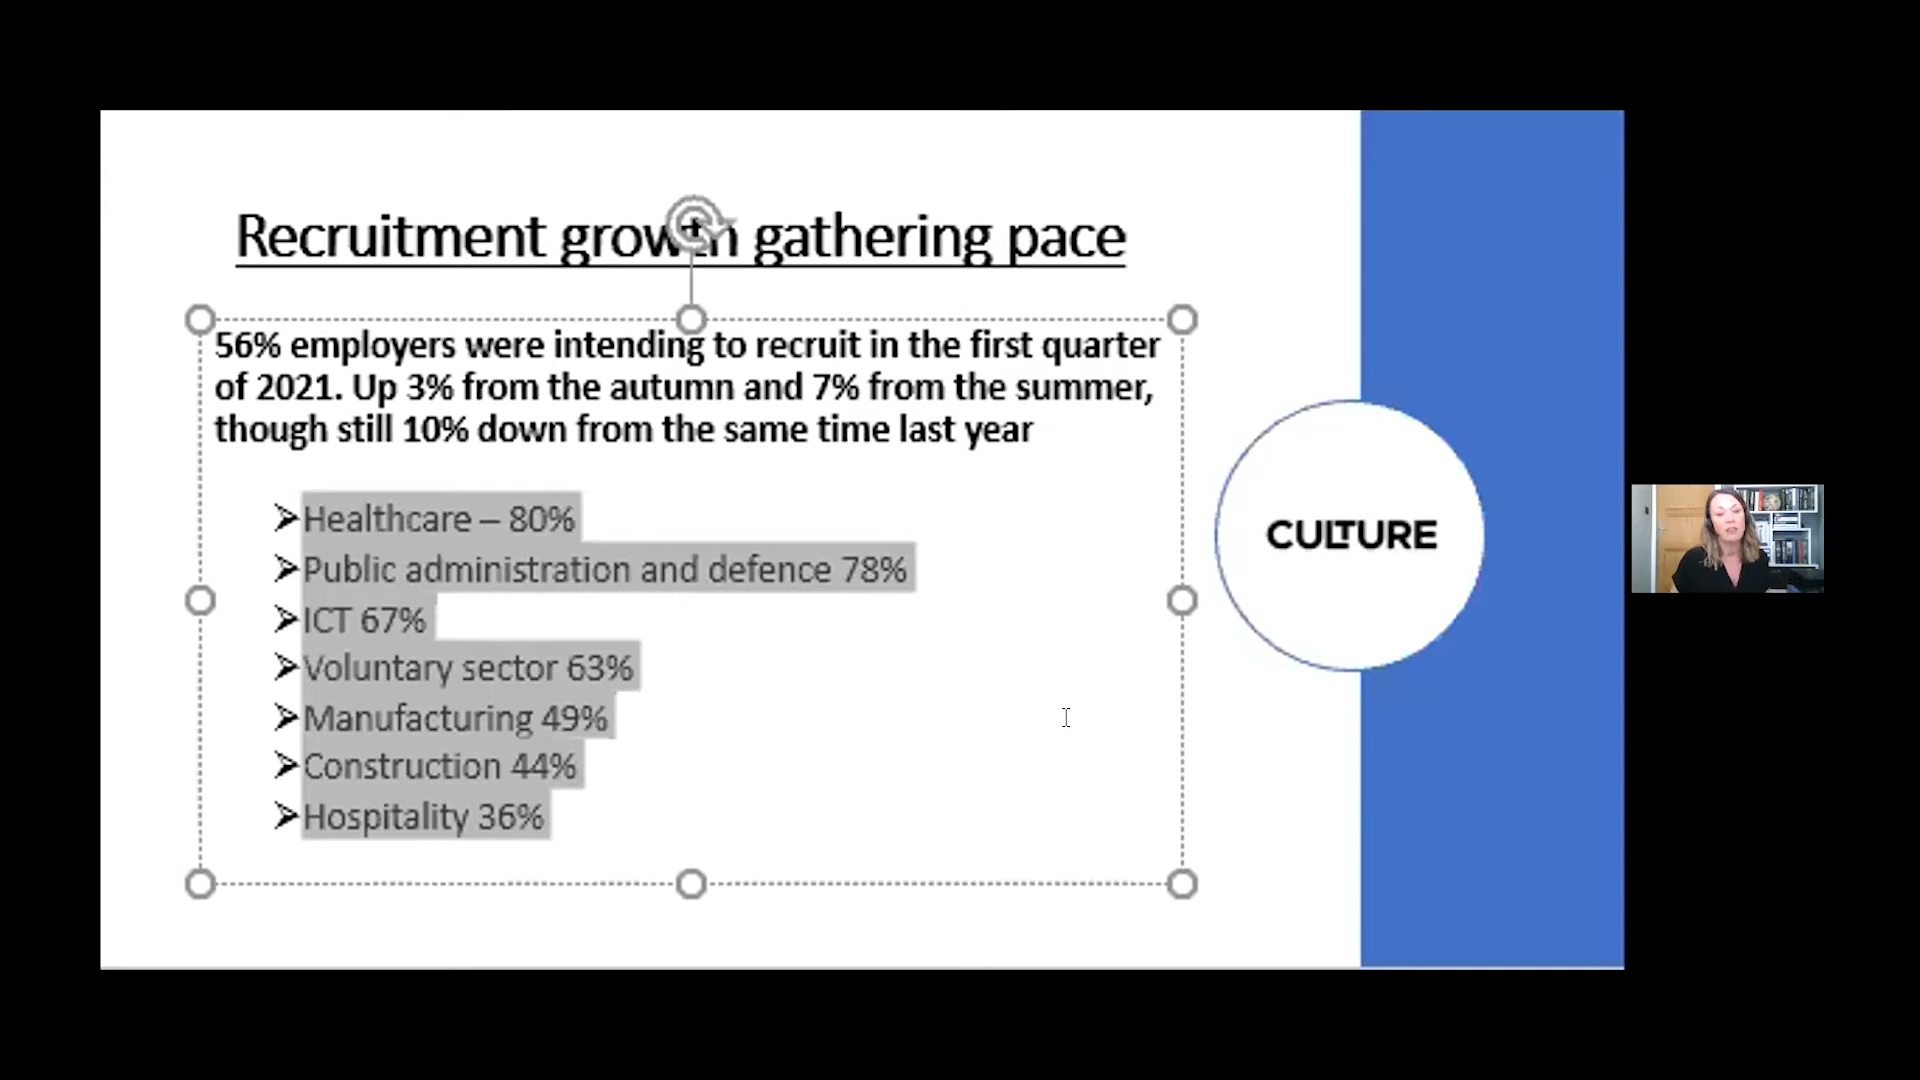 Recruitment growth gathering pace
56% employers were intending to recruit in the first quarter
of 2021. Up 3% from the autumn and 7% from the summer,
though still 10% down from the same time last year
➢Healthcare – 80%
➢Public administration and defence 78%
➢ICT 67%
➢Voluntary sector 63%
➢Manufacturing 49%
➢Construction 44%
➢Hospitality 36%
CULTURE